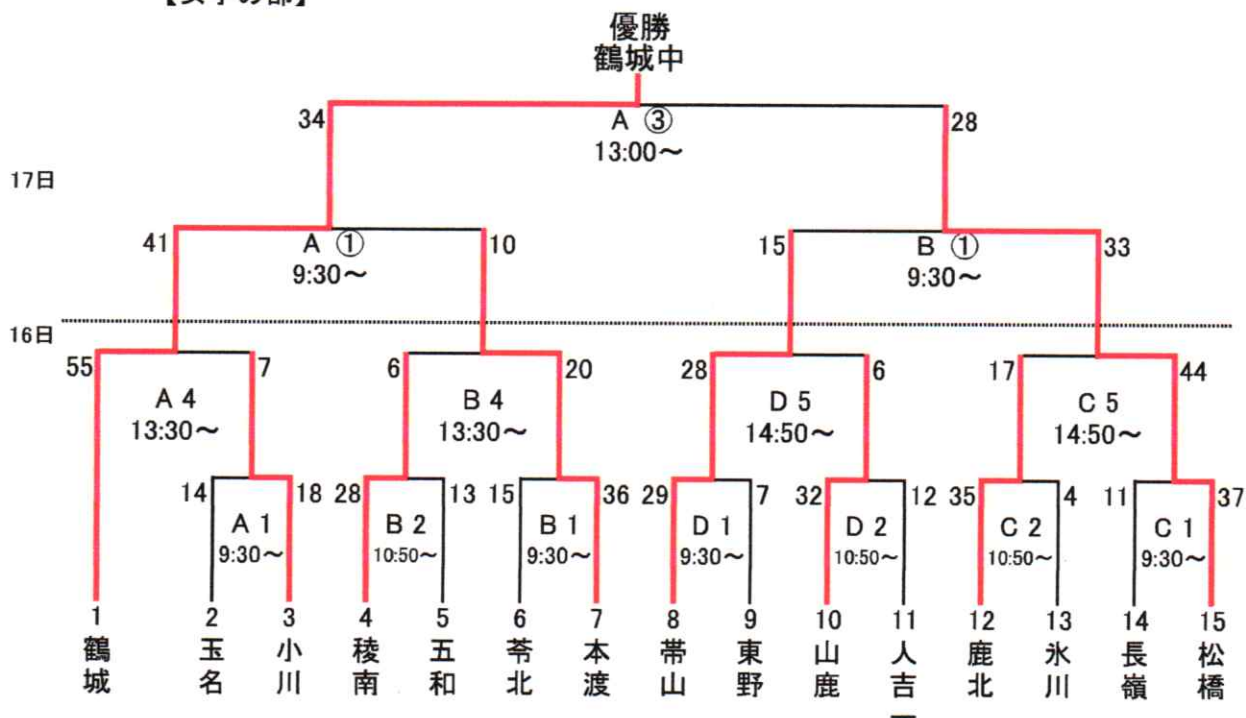 【女子の部】
優勝
鶴城中
34
A ③
28
13:00～
17日
41
A ①
10
15
B ①
33
9:30～
9:30～
16日
55
7
6
20
28
6
17
44
A 4
B 4
D 5
C 5
13:30～
13:30～
14:50～
14:50～
14
18
28
13
15
36
29
7
32
12
35
4
11
37
A 1
B 2
B 1
D 1
D 2
C 2
C 1
9:30～
10:50～
9:30～
9:30～
10:50～
10:50～
9:30～
1
2
3
4
5
6
7
8
9
10
11
12
13
14
15
鶴城
玉名
小川
稜南
五和
苓北
本渡
帯山
東野
山鹿
人吉一
鹿北
氷川
長嶺
松橋